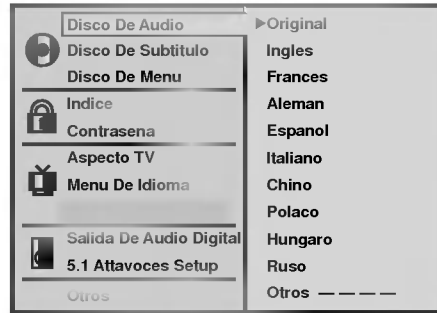 Disco De Audio
Disco De Subtitulo
Disco De Menu
Indice
Contrasena
Aspecto TV
Menu De Idioma
Salida De Audio Digital
5.1 Attavoces Setup
Otros
Original
Ingles
Frances
Aleman
Espanol
Italiano
Chino
Polaco
Hungaro
Ruso
Otros — — — —